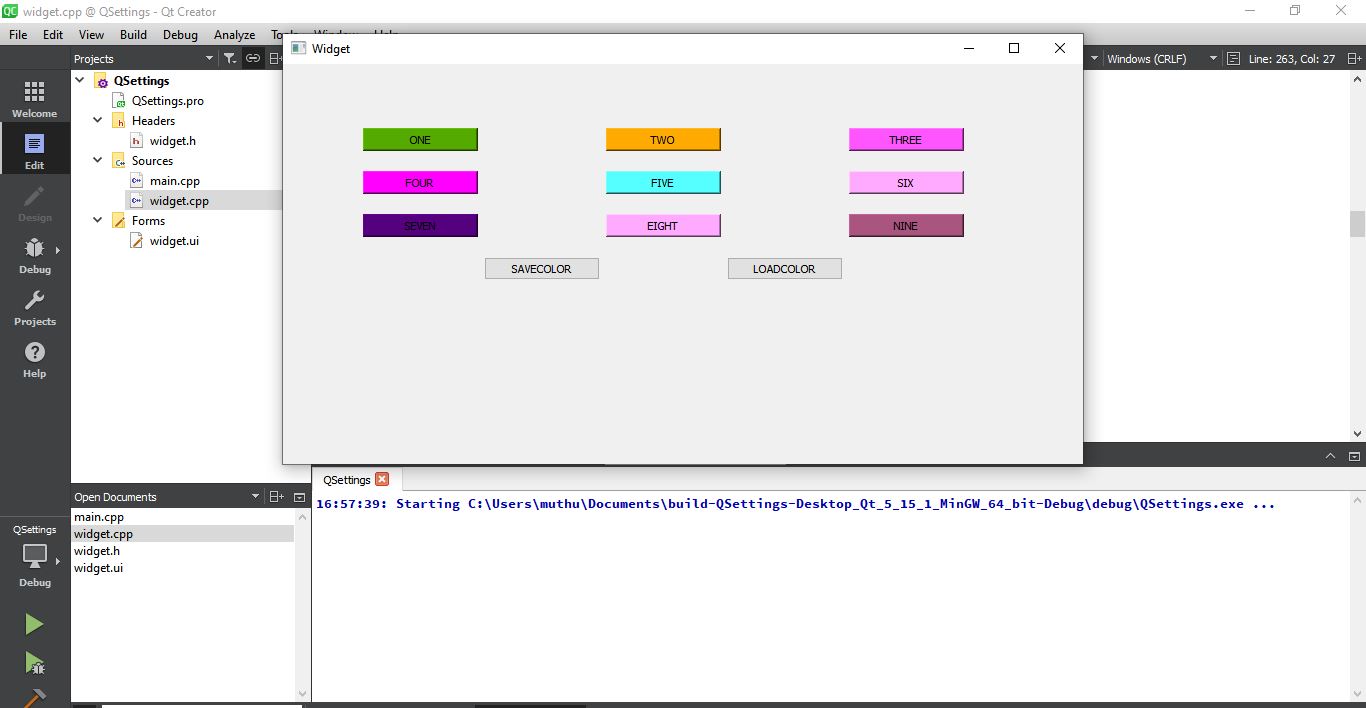 widget.cpp @ QSettings - Qt Creator
File Edit View Build Debug Analyze
Widget
Projects
Windows (CRLF)
Line: 263, Col: 27
Welcome
Edit
Design
Debug
Projects
Help
QSettings
QSettings.pro
Headers
widget.h
Sources
main.cpp
widget.cpp
Forms
widget.ui
ONE TWO THREE
FOUR FIVE SIX
SEVEN EIGHT NINE
SAVECOLOR LOADCOLOR
Open Documents
main.cpp
widget.cpp
widget.h
widget.ui
QSettings
Debug
QSettings
16:57:39: Starting C:\Users\muthu\Documents\build-QSettings-Desktop_Qt_5_15_1_MinGW_64_bit-Debug\debug\QSettings.exe ...